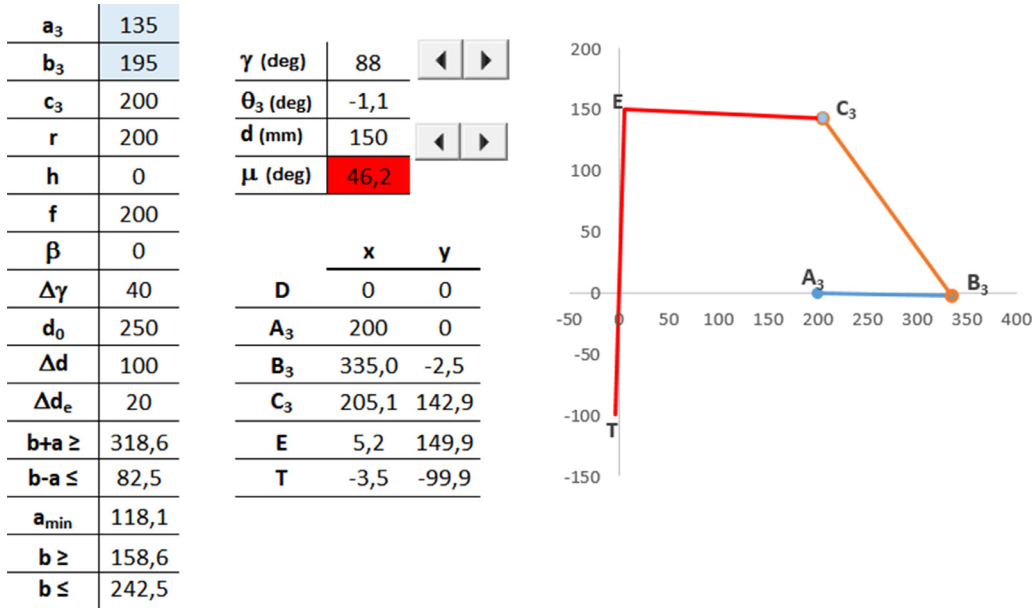 a₃ 135
b₃ 195
c₃ 200
r 200
h 0
f 200
β 0
Δγ 40
d₀ 250
Δd 100
Δdₑ 20
b+a ≥ 318,6
b-a ≤ 82,5
aₘᵢₙ 118,1
b ≥ 158,6
b ≤ 242,5
γ (deg) 88
θ₃ (deg) -1,1
d (mm) 150
μ (deg) 46,2
x y
D 0 0
A₃ 200 0
B₃ 335,0 -2,5
C₃ 205,1 142,9
E 5,2 149,9
T -3,5 -99,9
200
150
100
50
0
-50
-100
-150
-50 0 50 100 150 200 250 300 350 400
E
C₃
A₃
B₃
T